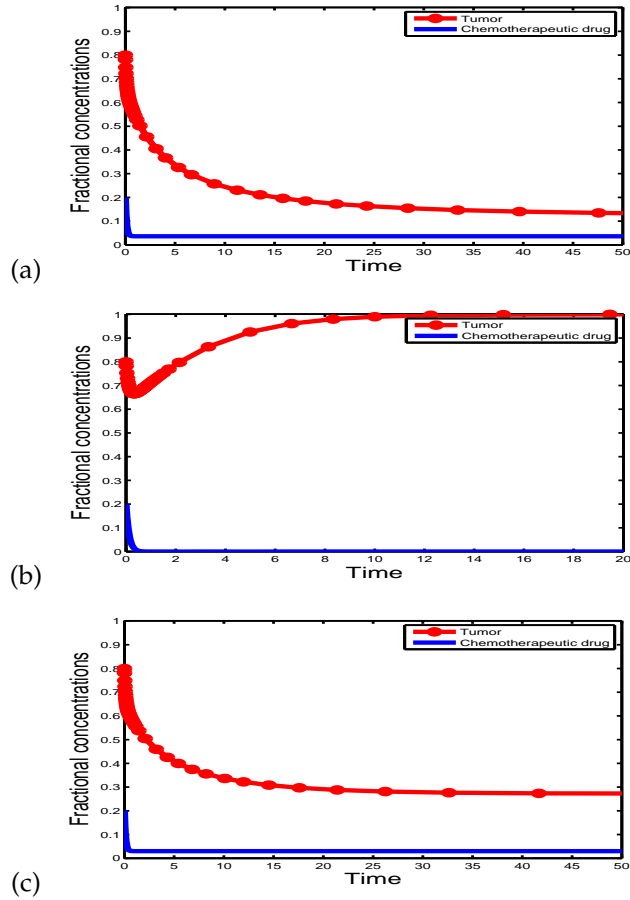 1
0.9
0.8
0.7
0.6
0.5
0.4
0.3
0.2
0.1
0
Fractional concentrations
Tumor
Chemotherapeutic drug
0 5 10 15 20 25 30 35 40 45 50
Time
(a)
1
0.9
0.8
0.7
0.6
0.5
0.4
0.3
0.2
0.1
0
Fractional concentrations
Tumor
Chemotherapeutic drug
0 2 4 6 8 10 12 14 16 18 20
Time
(b)
1
0.9
0.8
0.7
0.6
0.5
0.4
0.3
0.2
0.1
0
Fractional concentrations
Tumor
Chemotherapeutic drug
0 5 10 15 20 25 30 35 40 45 50
Time
(c)